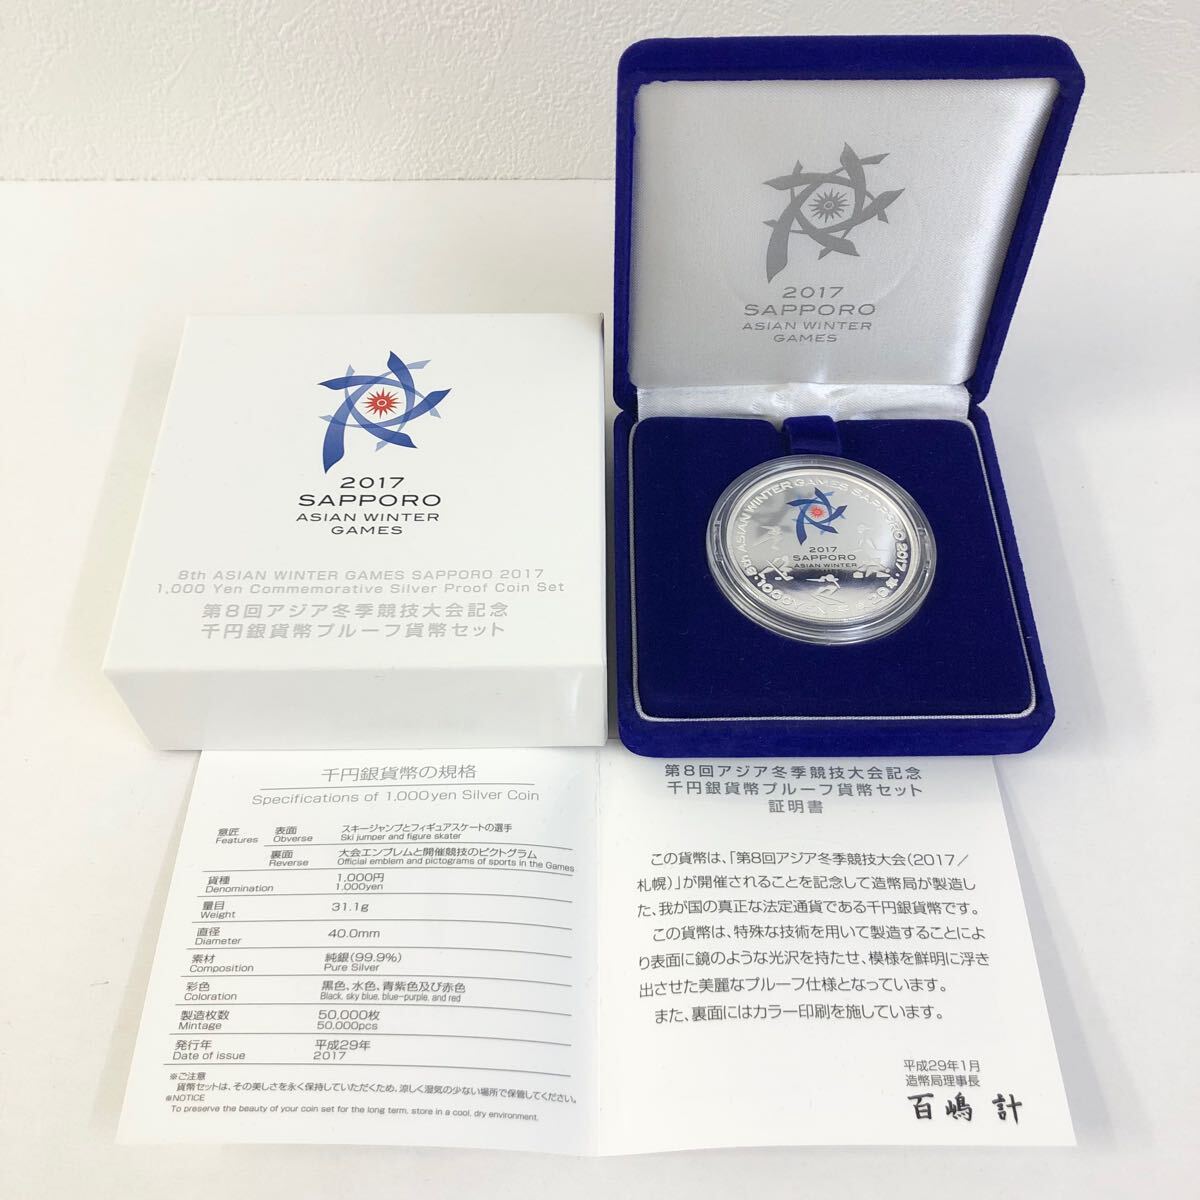 2017
SAPPORO
ASIAN WINTER
GAMES
2017
SAPPORO
ASIAN WINTER
GAMES
8th ASIAN WINTER GAMES SAPPORO 2017
1,000 Yen Commemorative Silver Proof Coin Set
第8回アジア冬季競技大会記念
千円銀貨幣プルーフ貨幣セット
8th ASIAN WINTER GAMES SAPPORO 2017
2017
SAPPORO
ASIAN WINTER
GAMES
1000
千円銀貨幣の規格
Specifications of 1,000yen Silver Coin
意匠 表面 スキージャンプとフィギュアスケートの選手
Features Obverse Ski jumper and figure skater
裏面 大会エンブレムと開催競技のピクトグラム
Reverse Official emblem and pictograms of sports in the Games
貨種 1,000円
Denomination 1,000yen
量目 31.1g
Weight
直径 40.0mm
Diameter
素材 純銀(99.9%)
Composition Pure Silver
彩色 黒色、水色、青紫色及び赤色
Coloration Black, sky blue, blue-purple, and red
製造枚数 50,000枚
Mintage 50,000pcs
発行年 平成29年
Date of issue 2017
※ご注意
貨幣セットは、その美しさを永く保持していただくため、涼しく湿気の少ない場所で保管してください。
※NOTICE
To preserve the beauty of your coin set for the long term, store in a cool, dry environment.
第8回アジア冬季競技大会記念
千円銀貨幣プルーフ貨幣セット
証明書
この貨幣は、「第8回アジア冬季競技大会(2017/
札幌)」が開催されることを記念して造幣局が製造し
た、我が国の真正な法定通貨である千円銀貨幣です。
この貨幣は、特殊な技術を用いて製造することによ
り表面に鏡のような光沢を持たせ、模様を鮮明に浮き
出させた美麗なプルーフ仕様となっています。
また、裏面にはカラー印刷を施しています。
平成29年1月
造幣局理事長
百嶋 計